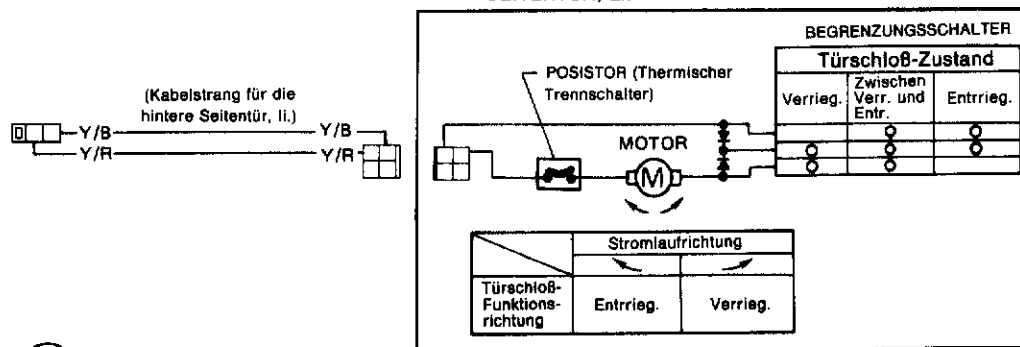 BEGRENZUNGSSCHALTER
Türschloß-Zustand
Verrieg.
Zwischen
Verr. und
Entr.
Entrrieg.
POSISTOR (Thermischer
Trennschalter)
(Kabelstrang für die
hintere Seitentür, li.)
Y/B
Y/B
Y/R
Y/R
MOTOR
M
Stromlaufrichtung
Türschloß-
Funktions-
richtung
Entrrieg.
Verrieg.